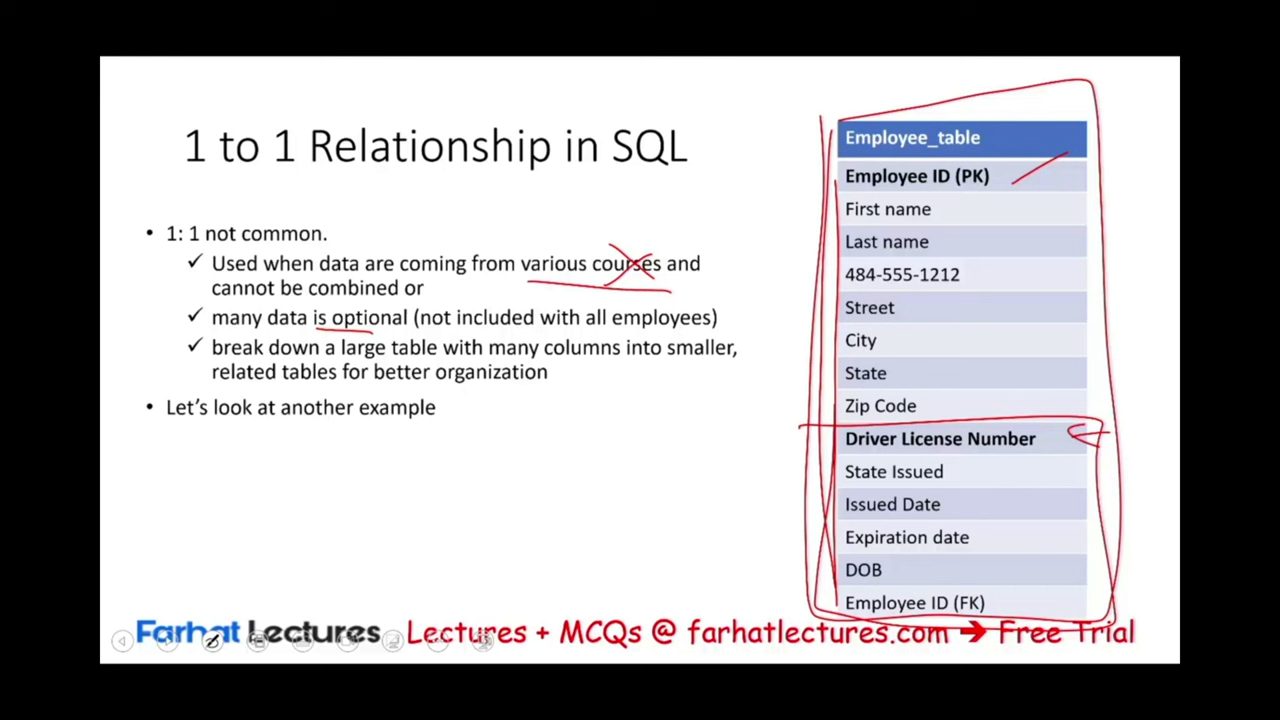 1 to 1 Relationship in SQL
• 1: 1 not common.
✓ Used when data are coming from various courses and
cannot be combined or
✓ many data is optional (not included with all employees)
✓ break down a large table with many columns into smaller,
related tables for better organization
• Let's look at another example
Employee_table
Employee ID (PK)
First name
Last name
484-555-1212
Street
City
State
Zip Code
Driver License Number
State Issued
Issued Date
Expiration date
DOB
Employee ID (FK)
Farhat Lectures Lectures + MCQs @ farhatlectures.com ➔ Free Trial